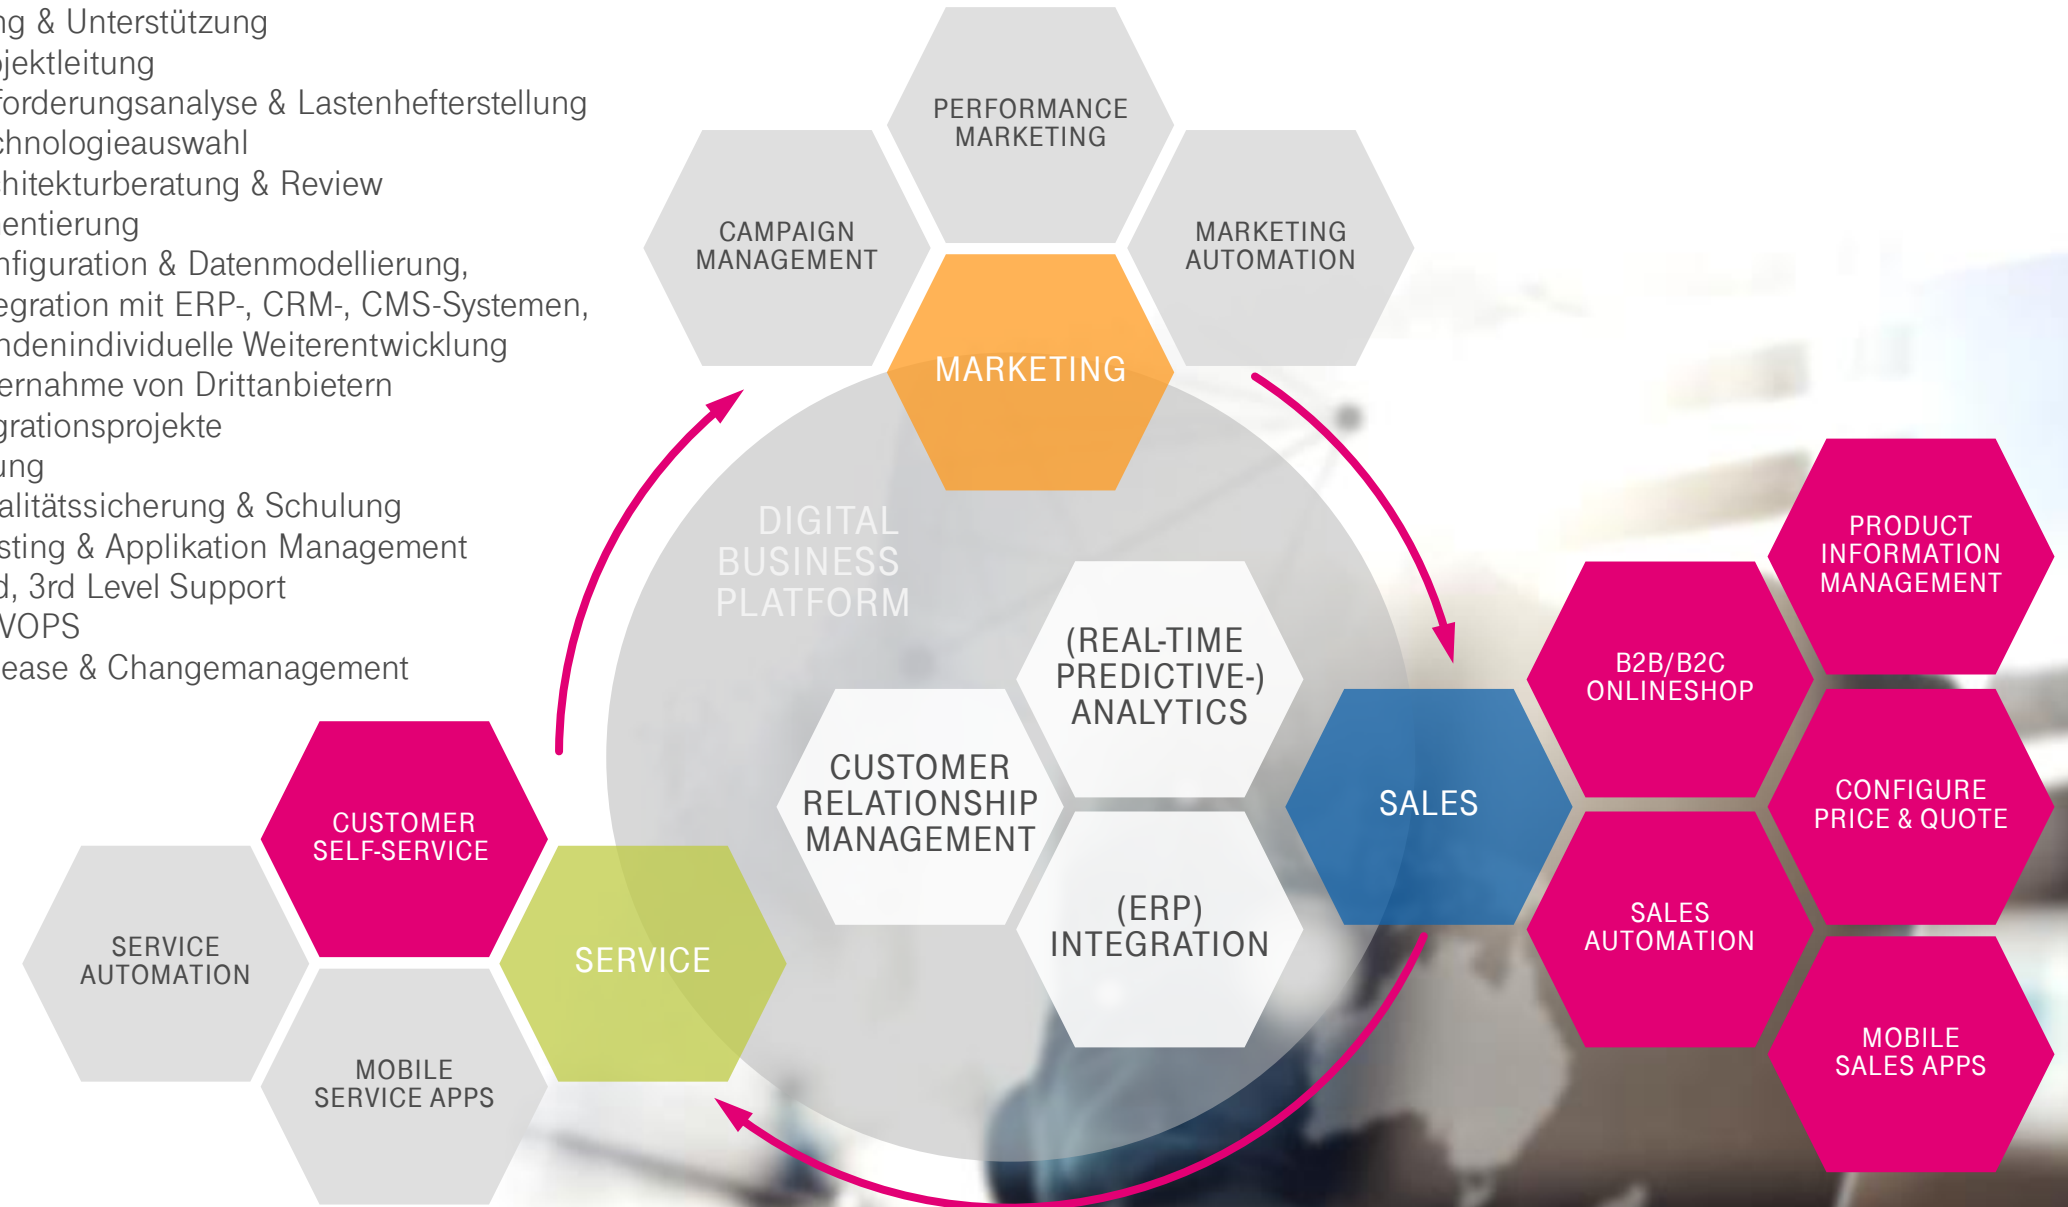 ng & Unterstützung
ojektleitung
forderungsanalyse & Lastenhefterstellung
chnologieauswahl
chitekturberatung & Review
entierung
nfiguration & Datenmodellierung,
egration mit ERP-, CRM-, CMS-Systemen,
ndenindividuelle Weiterentwicklung
ernahme von Drittanbietern
grationsprojekte
ung
alitätssicherung & Schulung
sting & Applikation Management
d, 3rd Level Support
VOPS
lease & Changemanagement
PERFORMANCE
MARKETING
CAMPAIGN
MANAGEMENT
MARKETING
AUTOMATION
MARKETING
DIGITAL
BUSINESS
PLATFORM
(REAL-TIME
PREDICTIVE-)
ANALYTICS
CUSTOMER
RELATIONSHIP
MANAGEMENT
(ERP)
INTEGRATION
SALES
PRODUCT
INFORMATION
MANAGEMENT
B2B/B2C
ONLINESHOP
CONFIGURE
PRICE & QUOTE
SALES
AUTOMATION
MOBILE
SALES APPS
CUSTOMER
SELF-SERVICE
SERVICE
SERVICE
AUTOMATION
MOBILE
SERVICE APPS